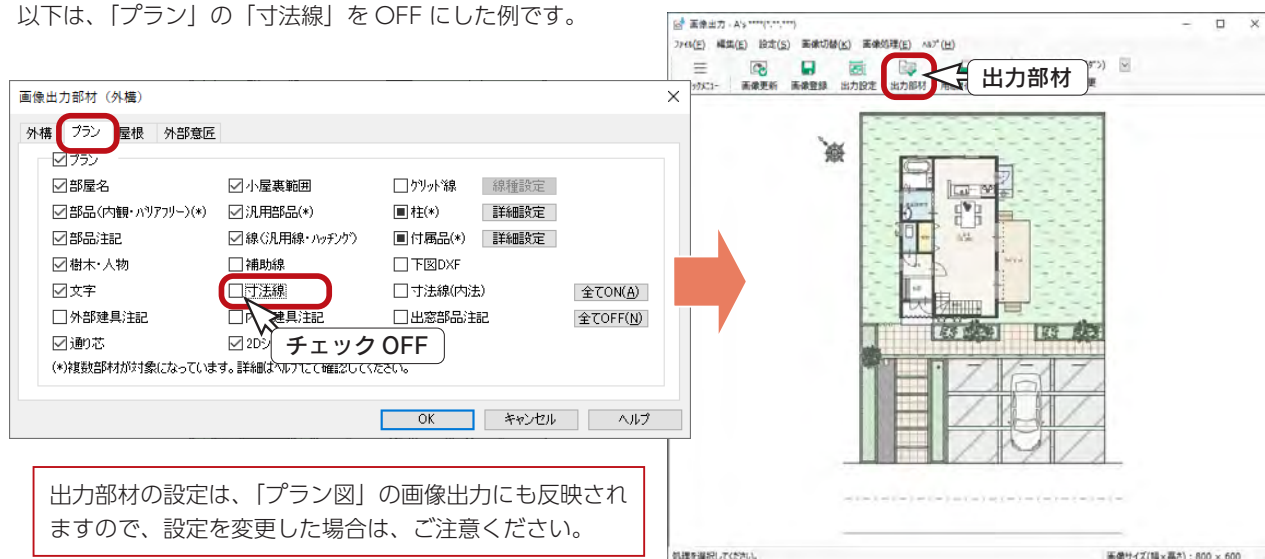 以下は、「プラン」の「寸法線」を OFF にした例です。
画像出力部材（外構）
外構 プラン 屋根 外部意匠
プラン
部屋名 小屋裏範囲 グリッド線 線種設定
部品(内観・バリアフリー)(*) 汎用部品(*) 柱(*) 詳細設定
部品注記 線(汎用線・ハッチング) 付属品(*) 詳細設定
樹木・人物 補助線 下図DXF
文字 寸法線 寸法線(内法) 全てON(A)
外部建具注記 建具注記 出窓部品注記 全てOFF(N)
通り芯 2D
チェック OFF
(*)複数部材が対象になっています。詳細はヘルプにて確認してください。
OK キャンセル ヘルプ
出力部材の設定は、「プラン図」の画像出力にも反映され
ますので、設定を変更した場合は、ご注意ください。
画像出力 - A's ****(*.**.***)
ファイル(F) 編集(E) 設定(S) 画像切替(K) 画像処理(E) ヘルプ(H)
画像更新 画像登録 出力設定 出力部材
出力部材
処理を選択してください。 画像サイズ(幅×高さ) : 800 × 600